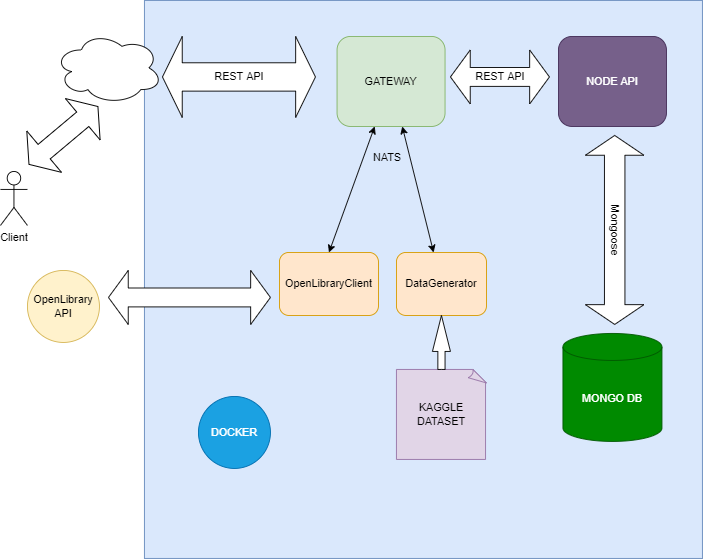 REST API
GATEWAY
REST API
NODE API
NATS
Client
Mongoose
OpenLibraryClient
DataGenerator
OpenLibrary
API
KAGGLE
DATASET
MONGO DB
DOCKER